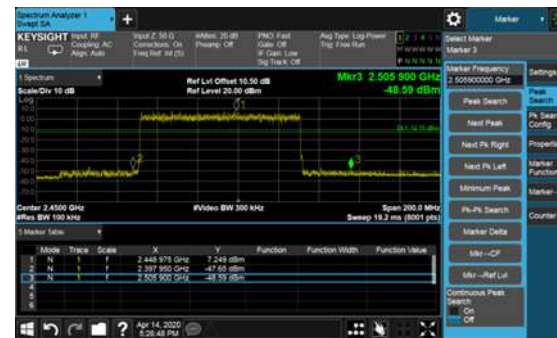 Spectrum Analyzer 1
Swept SA
Marker
KEYSIGHT Input: RF
R L Coupling: AC
Align: Auto
Input Z: 50 Ω
Corrections: On
Freq Ref: Int (S)
#Atten: 20 dB
Preamp: Off
PNO: Fast
Gate: Off
IF Gain: Low
Sig Track: Off
Avg Type: Log-Power
Trig: Free Run
1 2 3 4 5 6
Select Marker
Marker 3
1 Spectrum
Scale/Div 10 dB
Log
Ref Lvl Offset 10.50 dB
Ref Level 20.00 dBm
Mkr3 2.505 900 GHz
-48.59 dBm
Center 2.4500 GHz
#Res BW 100 kHz
#Video BW 300 kHz
Span 200.0 MHz
Sweep 19.2 ms (8001 pts)
5 Marker Table
Mode Trace Scale X Y Function Function Width Function Value
1 N 1 f 2.448 975 GHz 7.249 dBm
2 N 1 f 2.397 950 GHz -47.65 dBm
3 N 1 f 2.505 900 GHz -48.59 dBm
4
5
6
Marker Frequency
2.505900000 GHz
Peak Search
Next Peak
Next Pk Right
Next Pk Left
Minimum Peak
Pk-Pk Search
Marker Delta
Mkr→CF
Mkr→Ref Lvl
Continuous Peak
Search
On
Off
Settings
Peak
Search
Pk Sear
Config
Properti
Marker
Function
Marker→
Counter
Apr 14, 2020
5:26:48 PM